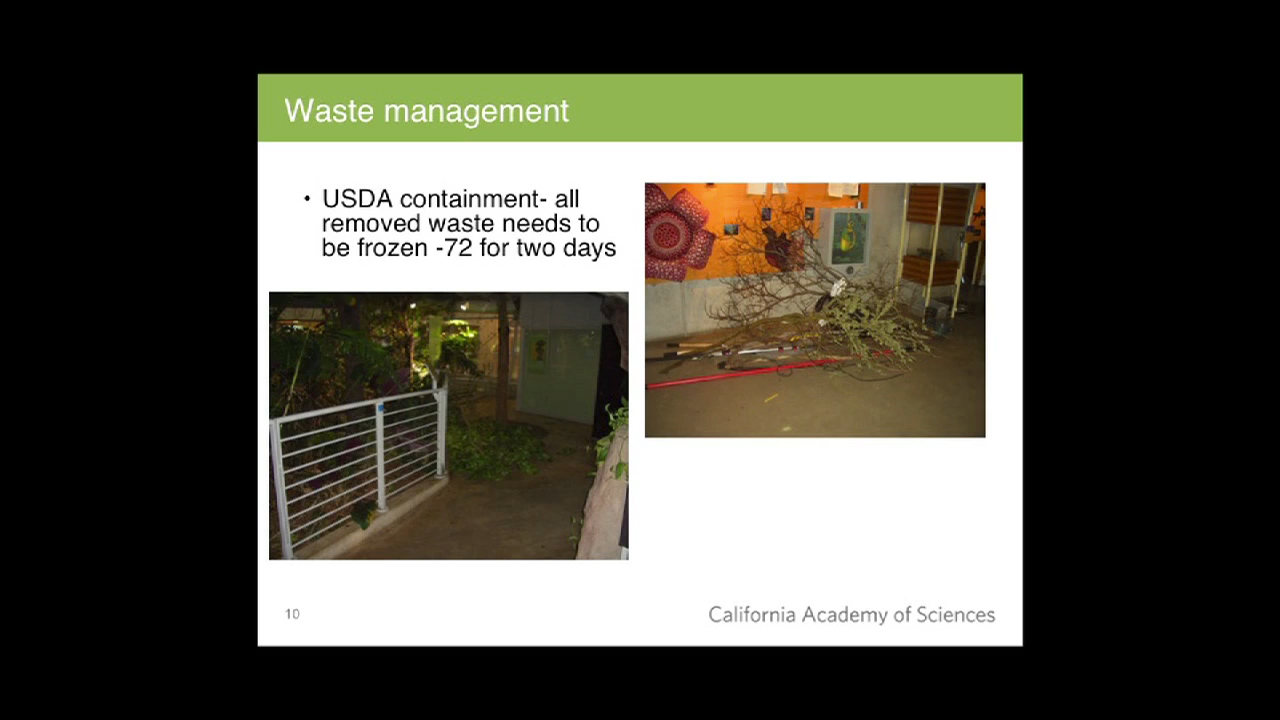 Waste management
• USDA containment- all
removed waste needs to
be frozen -72 for two days
10
California Academy of Sciences